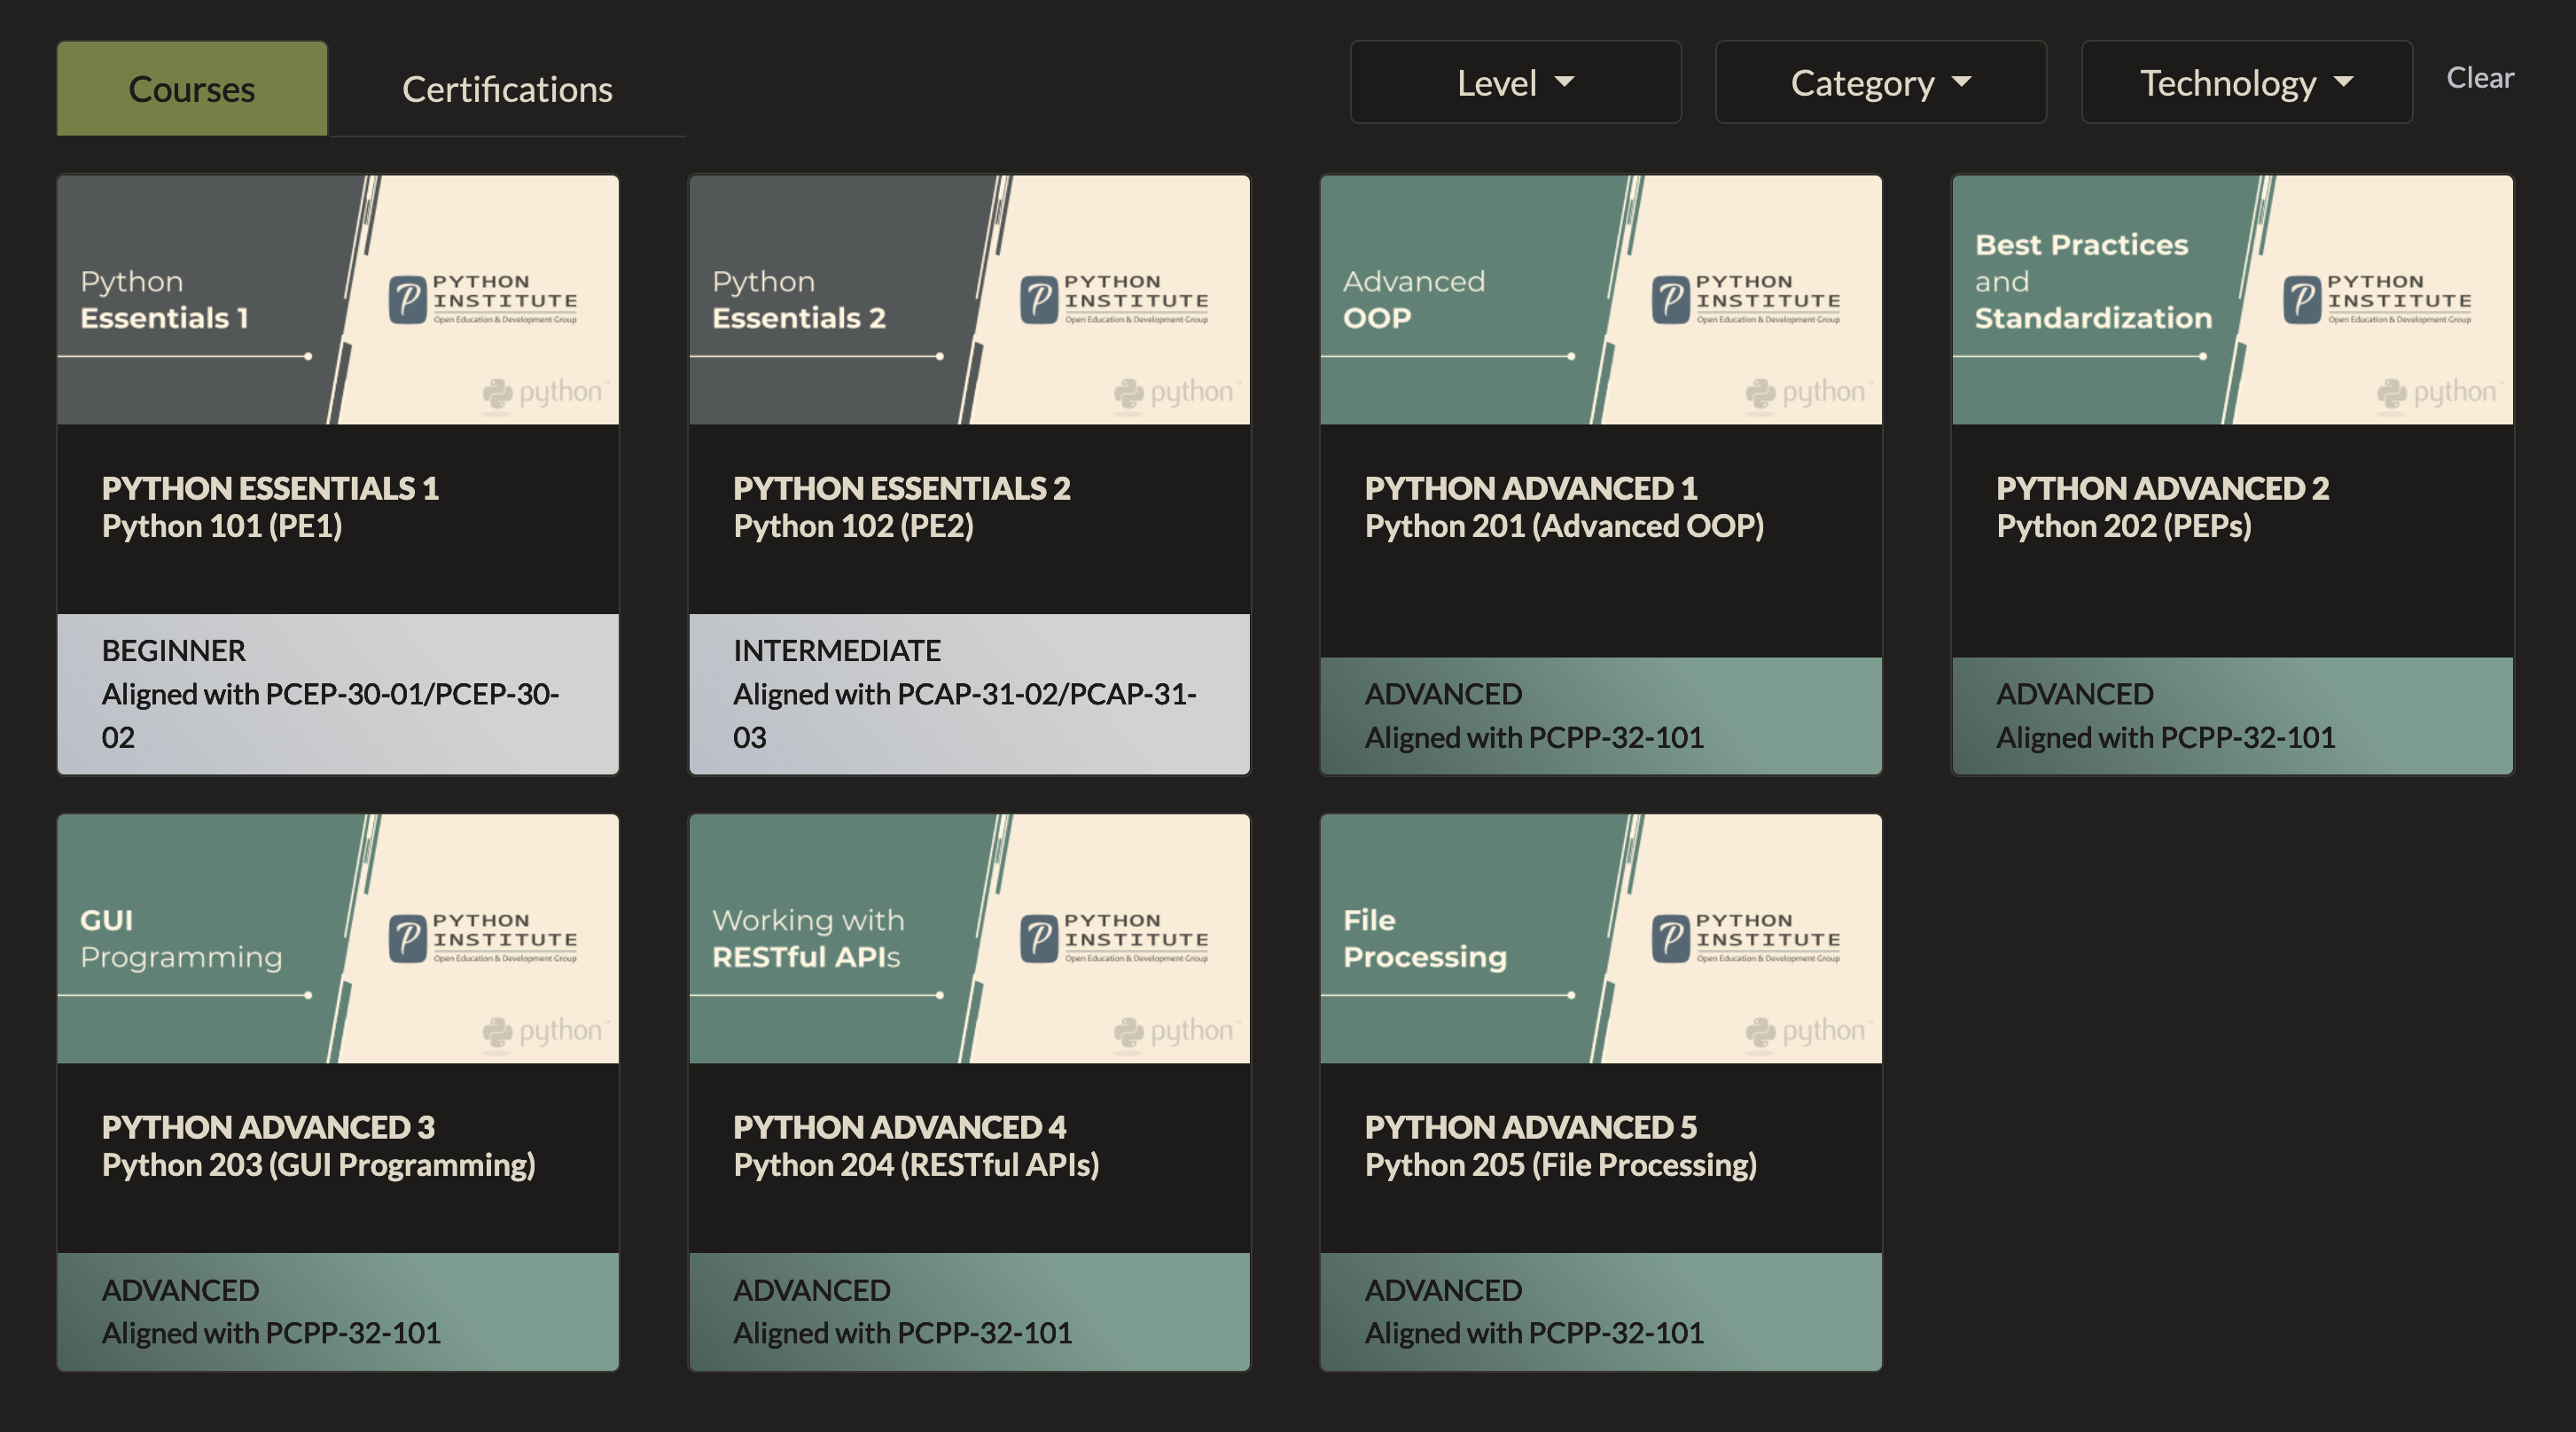 Courses
Certifications
Level
Category
Technology
Clear
Python
Essentials 1
PYTHON
INSTITUTE
Open Education & Development Group
python™
PYTHON ESSENTIALS 1
Python 101 (PE1)
BEGINNER
Aligned with PCEP-30-01/PCEP-30-
02
Python
Essentials 2
PYTHON
INSTITUTE
Open Education & Development Group
python™
PYTHON ESSENTIALS 2
Python 102 (PE2)
INTERMEDIATE
Aligned with PCAP-31-02/PCAP-31-
03
Advanced
OOP
PYTHON
INSTITUTE
Open Education & Development Group
python™
PYTHON ADVANCED 1
Python 201 (Advanced OOP)
ADVANCED
Aligned with PCPP-32-101
Best Practices
and
Standardization
PYTHON
INSTITUTE
Open Education & Development Group
python™
PYTHON ADVANCED 2
Python 202 (PEPs)
ADVANCED
Aligned with PCPP-32-101
GUI
Programming
PYTHON
INSTITUTE
Open Education & Development Group
python™
PYTHON ADVANCED 3
Python 203 (GUI Programming)
ADVANCED
Aligned with PCPP-32-101
Working with
RESTful APIs
PYTHON
INSTITUTE
Open Education & Development Group
python™
PYTHON ADVANCED 4
Python 204 (RESTful APIs)
ADVANCED
Aligned with PCPP-32-101
File
Processing
PYTHON
INSTITUTE
Open Education & Development Group
python™
PYTHON ADVANCED 5
Python 205 (File Processing)
ADVANCED
Aligned with PCPP-32-101